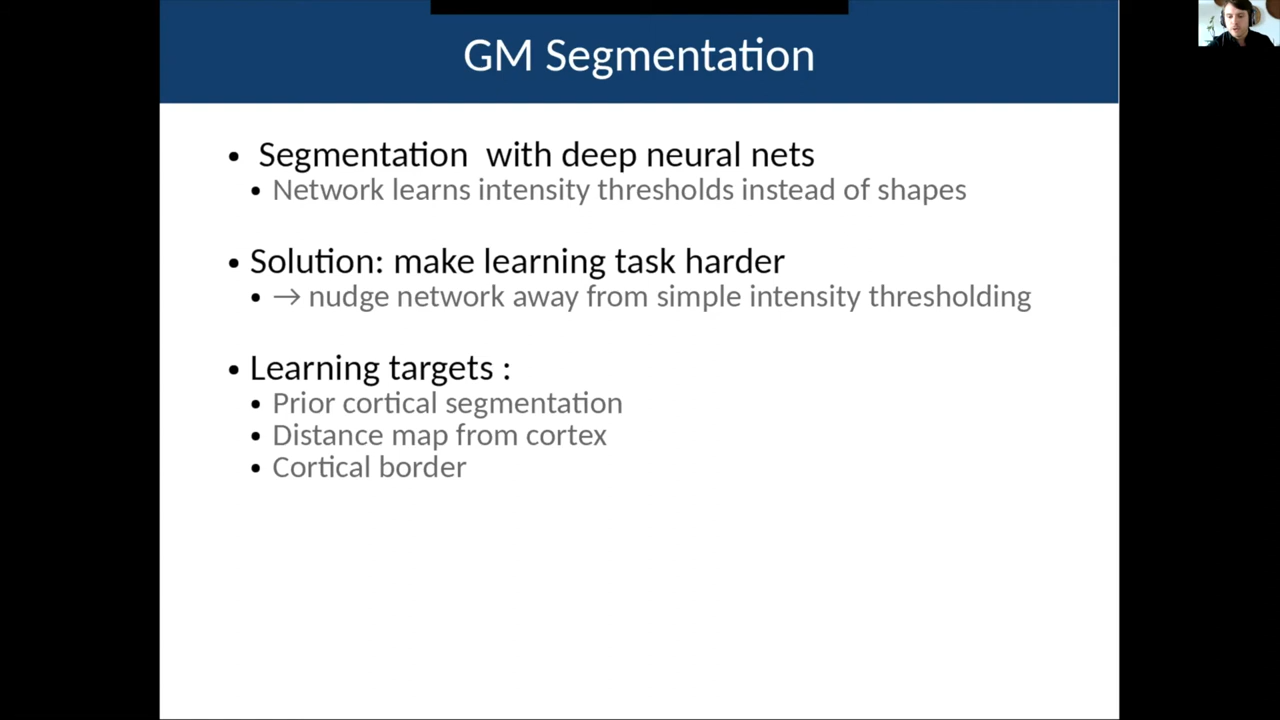 GM Segmentation
• Segmentation with deep neural nets
• Network learns intensity thresholds instead of shapes
• Solution: make learning task harder
• → nudge network away from simple intensity thresholding
• Learning targets :
• Prior cortical segmentation
• Distance map from cortex
• Cortical border